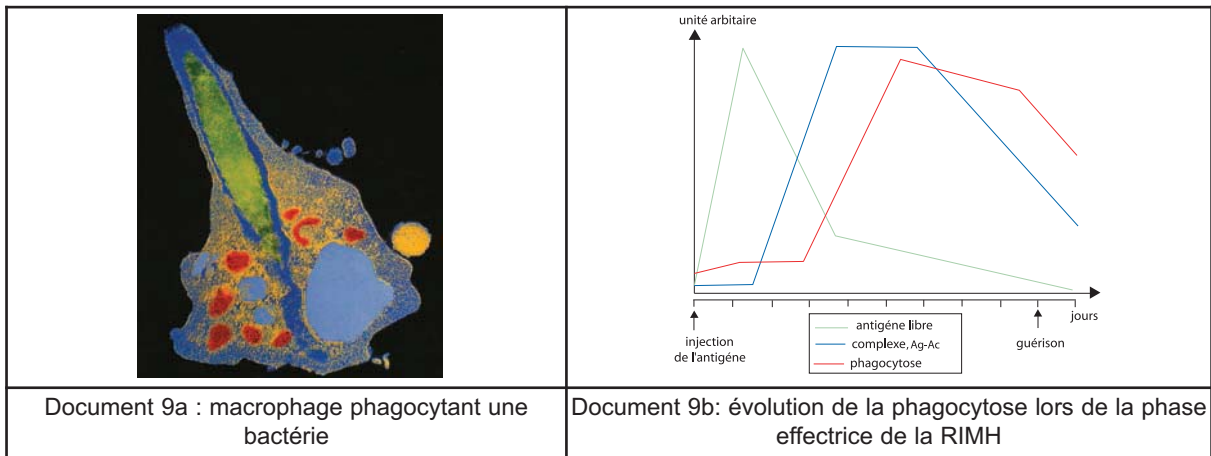 unité arbitaire
jours
injection
de l'antigéne
guérison
antigéne libre
complexe, Ag-Ac
phagocytose
Document 9a : macrophage phagocytant une
bactérie
Document 9b: évolution de la phagocytose lors de la phase
effectrice de la RIMH